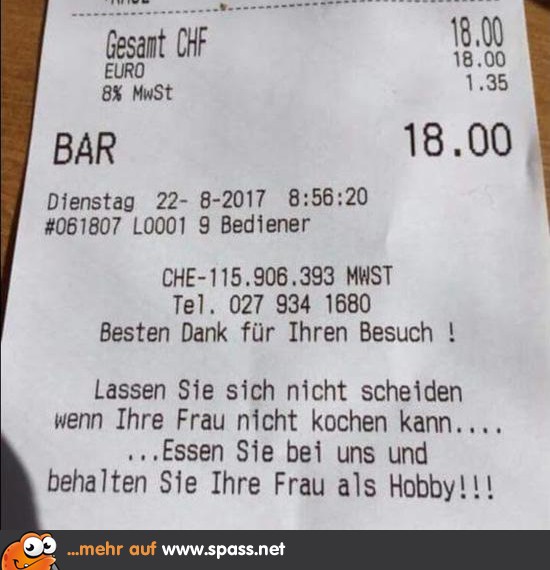 Gesamt CHF 18.00
EURO 18.00
8% MwSt 1.35
BAR 18.00
Dienstag 22- 8-2017 8:56:20
#061807 L0001 9 Bediener
CHE-115.906.393 MWST
Tel. 027 934 1680
Besten Dank für Ihren Besuch !
Lassen Sie sich nicht scheiden
wenn Ihre Frau nicht kochen kann....
...Essen Sie bei uns und
behalten Sie Ihre Frau als Hobby!!!
...mehr auf www.spass.net